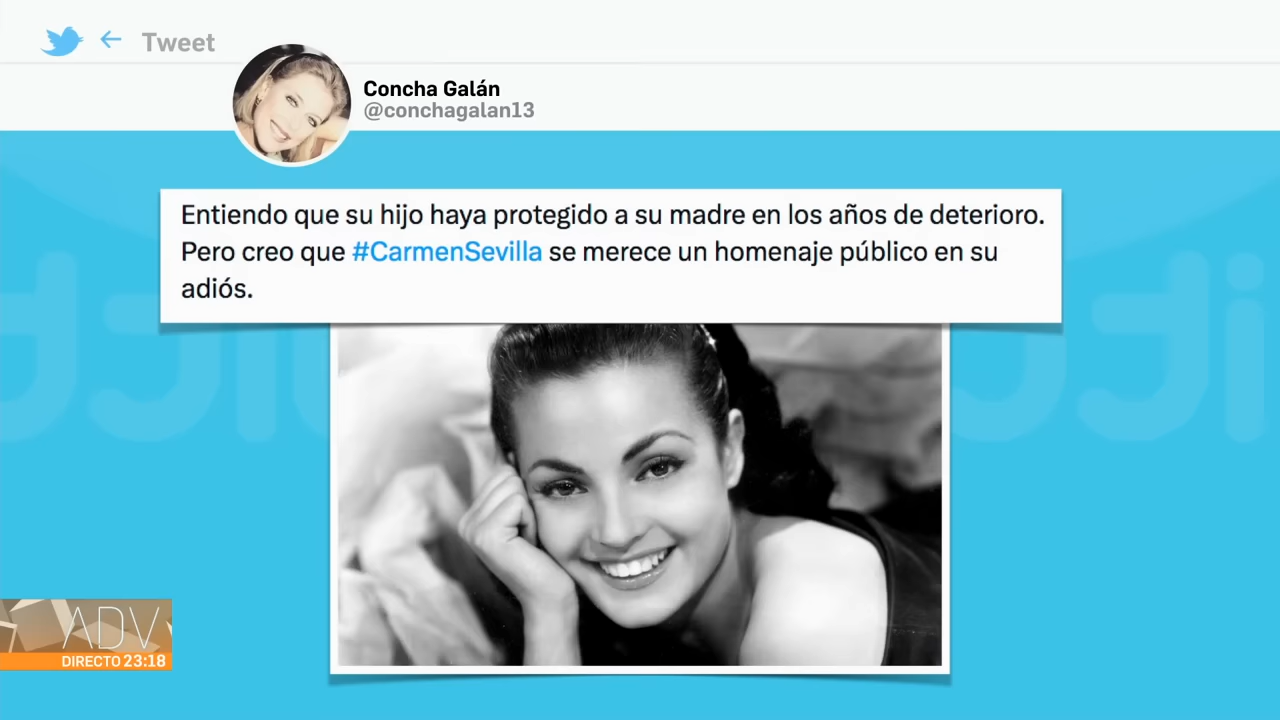 Tweet
Concha Galán
@conchagalan13
Entiendo que su hijo haya protegido a su madre en los años de deterioro.
Pero creo que #CarmenSevilla se merece un homenaje público en su
adiós.
ADV
DIRECTO 23:18